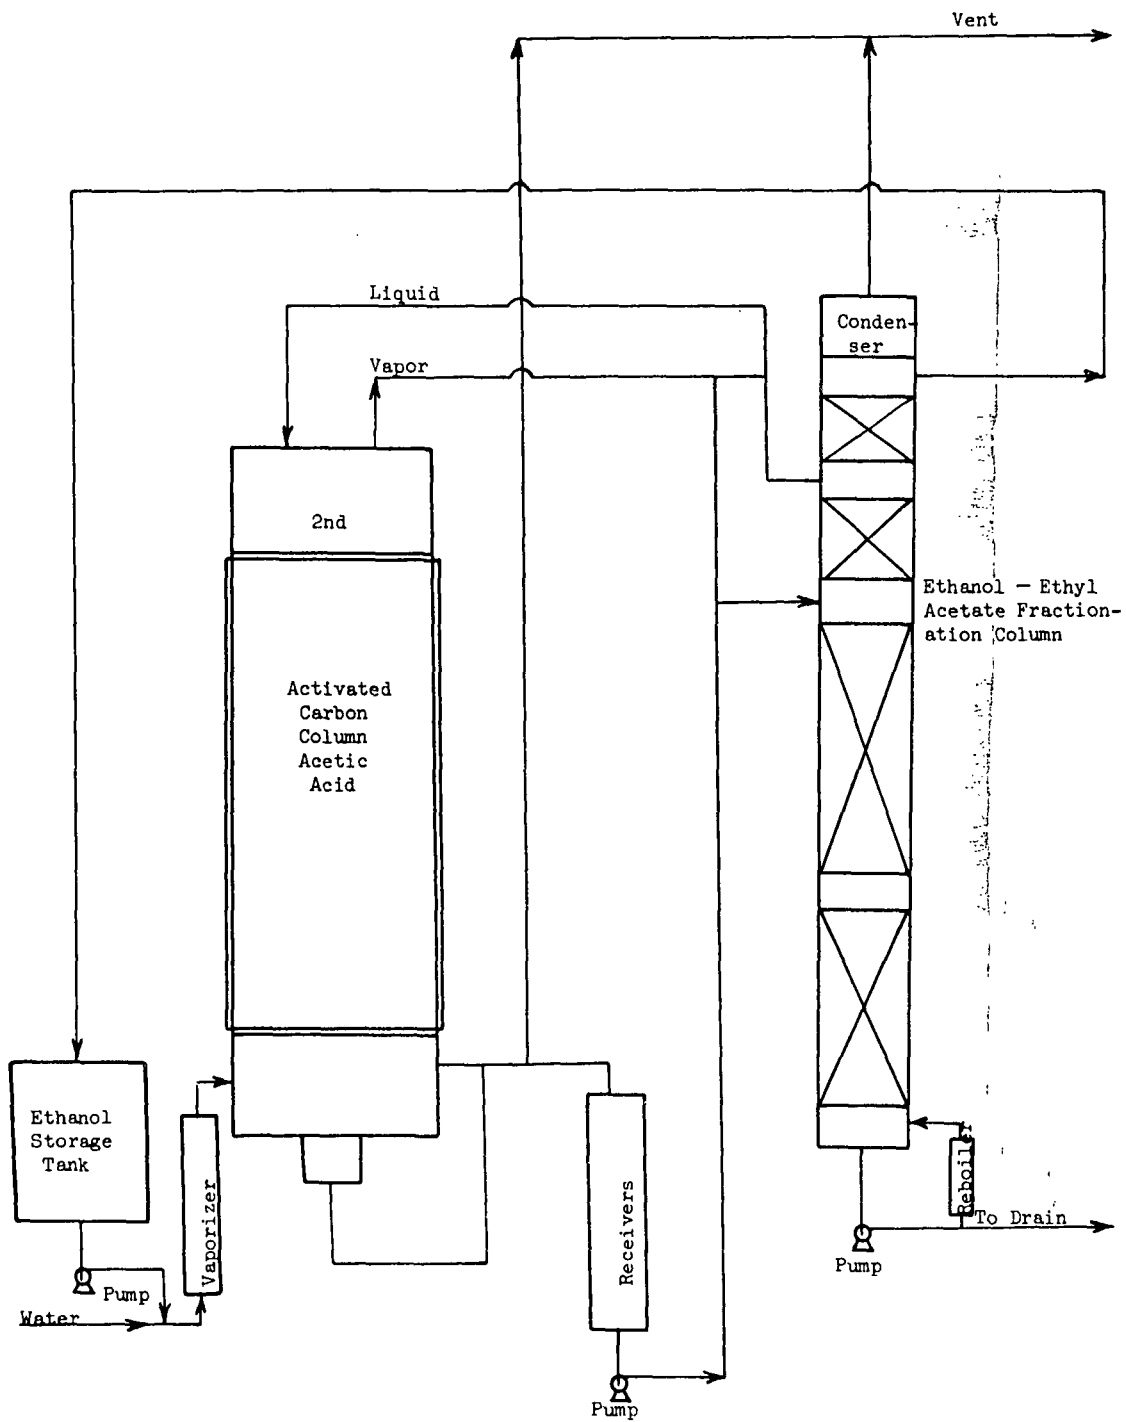 Vent
Liquid
Vapor
Conden-
ser
2nd
Ethanol — Ethyl
Acetate Fraction-
ation Column
Activated
Carbon
Column
Acetic
Acid
Ethanol
Storage
Tank
Vaporizer
Receivers
Reboiler
To Drain
Pump
Pump
Water
Pump